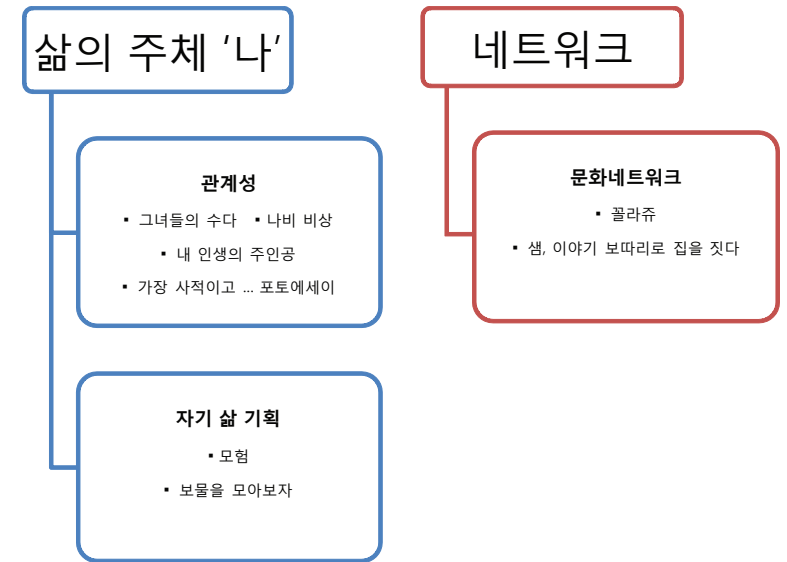 삶의 주체 '나'
관계성
▪ 그녀들의 수다 ▪ 나비 비상
▪ 내 인생의 주인공
▪ 가장 사적이고 ... 포토에세이
자기 삶 기획
▪ 모험
▪ 보물을 모아보자
네트워크
문화네트워크
▪ 꼴라쥬
▪ 샘, 이야기 보따리로 집을 짓다